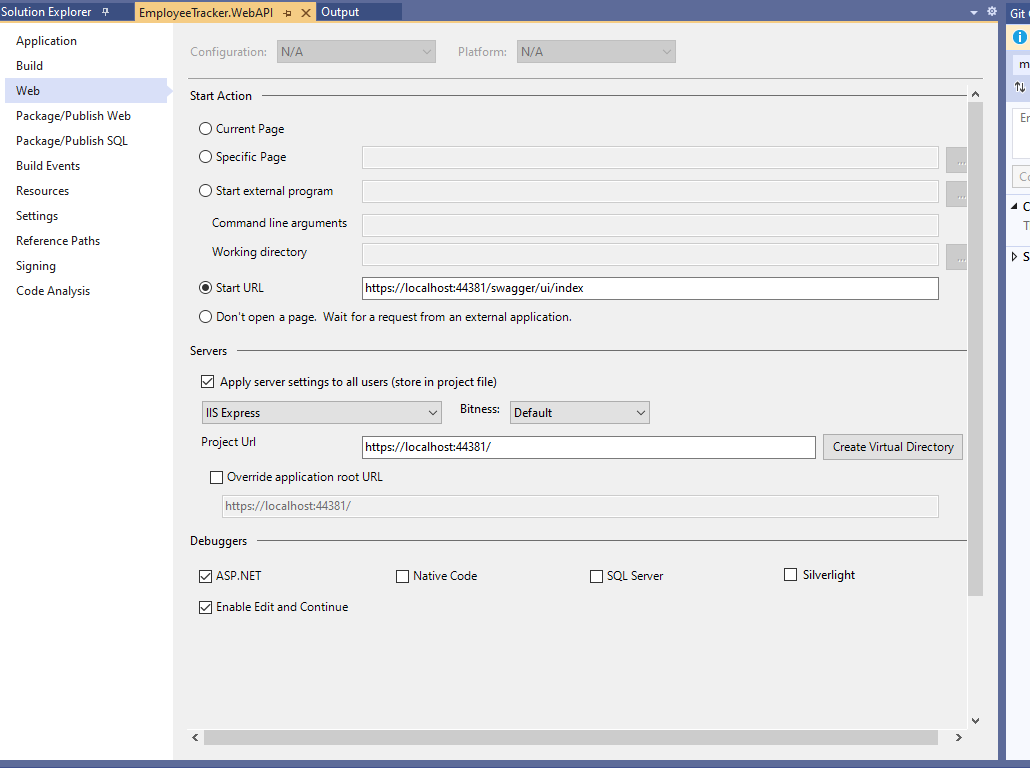 Solution Explorer
EmployeeTracker.WebAPI
Output
Git
Application
Build
Web
Package/Publish Web
Package/Publish SQL
Build Events
Resources
Settings
Reference Paths
Signing
Code Analysis
Configuration: N/A Platform: N/A
Start Action
Current Page
Specific Page ...
Start external program ...
Command line arguments
Working directory ...
Start URL https://localhost:44381/swagger/ui/index
Don't open a page. Wait for a request from an external application.
Servers
Apply server settings to all users (store in project file)
IIS Express Bitness: Default
Project Url https://localhost:44381/ Create Virtual Directory
Override application root URL
https://localhost:44381/
Debuggers
ASP.NET Native Code SQL Server Silverlight
Enable Edit and Continue